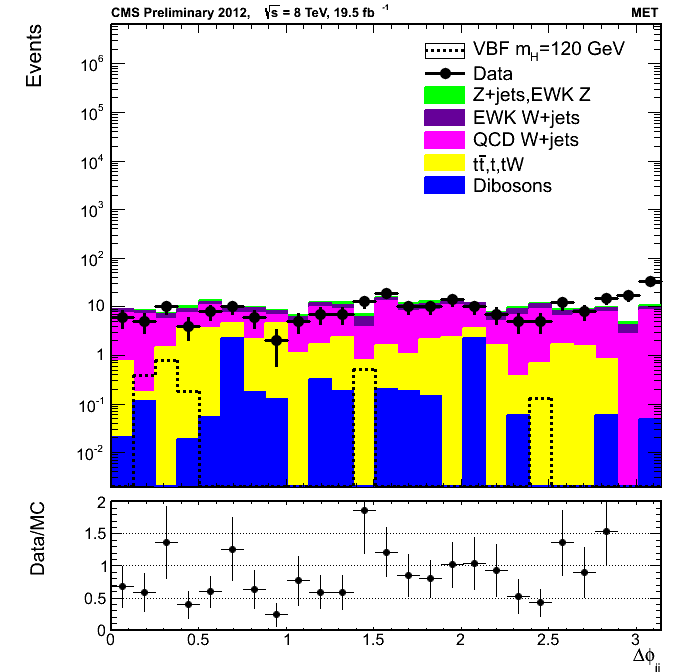 CMS Preliminary 2012, √s = 8 TeV, 19.5 fb⁻¹ MET
Events
VBF m_H=120 GeV
Data
Z+jets,EWK Z
EWK W+jets
QCD W+jets
tt̄,t,tW
Dibosons
10⁶
10⁵
10⁴
10³
10²
10
1
10⁻¹
10⁻²
Data/MC
2
1.5
1
0.5
0
0 0.5 1 1.5 2 2.5 3
Δϕ_jj